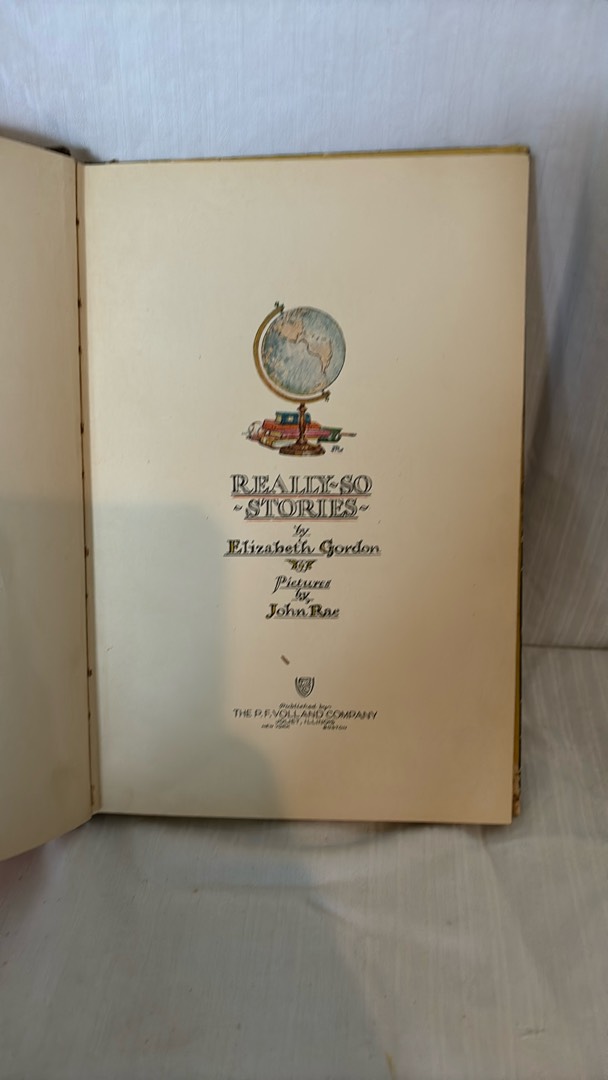 REALLY-SO
~STORIES~
by
Elizabeth Gordon
Pictures
by
John Rae
Published by:
THE P. F. VOLLAND COMPANY
JOLIET, ILLINOIS
NEW YORK BOSTON